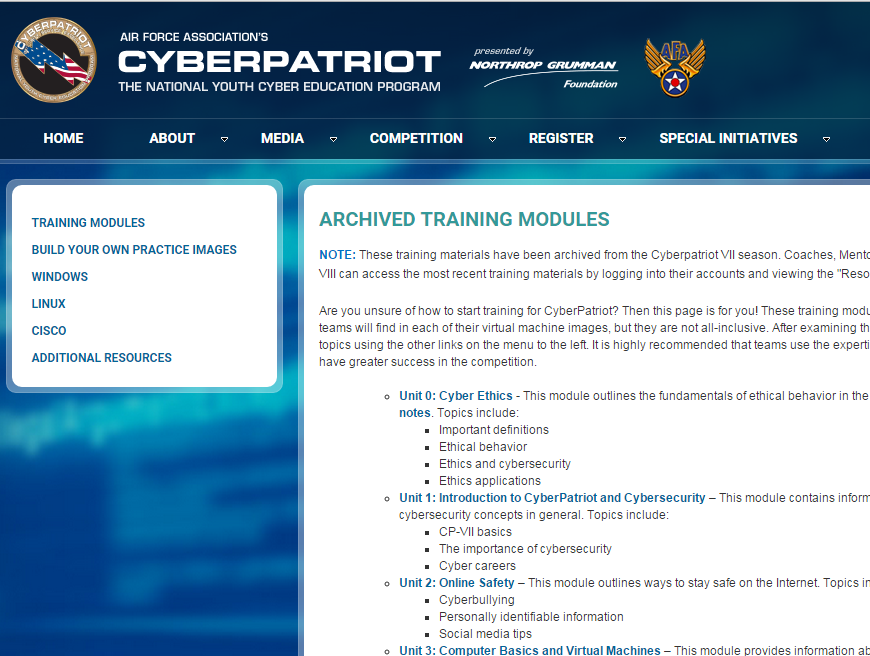 CYBERPATRIOT
AIR FORCE ASSOCIATION'S
CYBERPATRIOT
THE NATIONAL YOUTH CYBER EDUCATION PROGRAM
presented by
NORTHROP GRUMMAN
Foundation
AFA
HOME ABOUT MEDIA COMPETITION REGISTER SPECIAL INITIATIVES
TRAINING MODULES
BUILD YOUR OWN PRACTICE IMAGES
WINDOWS
LINUX
CISCO
ADDITIONAL RESOURCES
ARCHIVED TRAINING MODULES
NOTE: These training materials have been archived from the Cyberpatriot VII season. Coaches, Mento
VIII can access the most recent training materials by logging into their accounts and viewing the "Reso
Are you unsure of how to start training for CyberPatriot? Then this page is for you! These training modu
teams will find in each of their virtual machine images, but they are not all-inclusive. After examining th
topics using the other links on the menu to the left. It is highly recommended that teams use the experti
have greater success in the competition.
Unit 0: Cyber Ethics - This module outlines the fundamentals of ethical behavior in the
notes. Topics include:
Important definitions
Ethical behavior
Ethics and cybersecurity
Ethics applications
Unit 1: Introduction to CyberPatriot and Cybersecurity – This module contains inform
cybersecurity concepts in general. Topics include:
CP-VII basics
The importance of cybersecurity
Cyber careers
Unit 2: Online Safety – This module outlines ways to stay safe on the Internet. Topics in
Cyberbullying
Personally identifiable information
Social media tips
Unit 3: Computer Basics and Virtual Machines – This module provides information ab